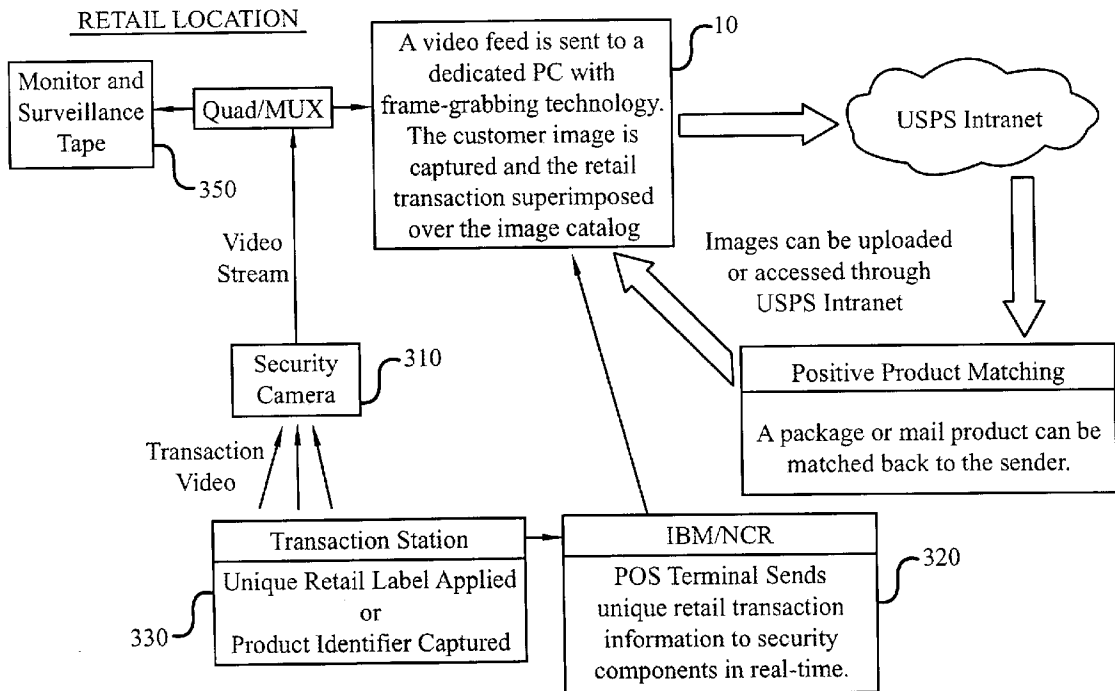 RETAIL LOCATION
Monitor and
Surveillance
Tape
350
Quad/MUX
A video feed is sent to a
dedicated PC with
frame-grabbing technology.
The customer image is
captured and the retail
transaction superimposed
over the image catalog
10
USPS Intranet
Video
Stream
Images can be uploaded
or accessed through
USPS Intranet
Security
Camera
310
Positive Product Matching
A package or mail product can be
matched back to the sender.
Transaction
Video
Transaction Station
Unique Retail Label Applied
or
Product Identifier Captured
330
IBM/NCR
POS Terminal Sends
unique retail transaction
information to security
components in real-time.
320